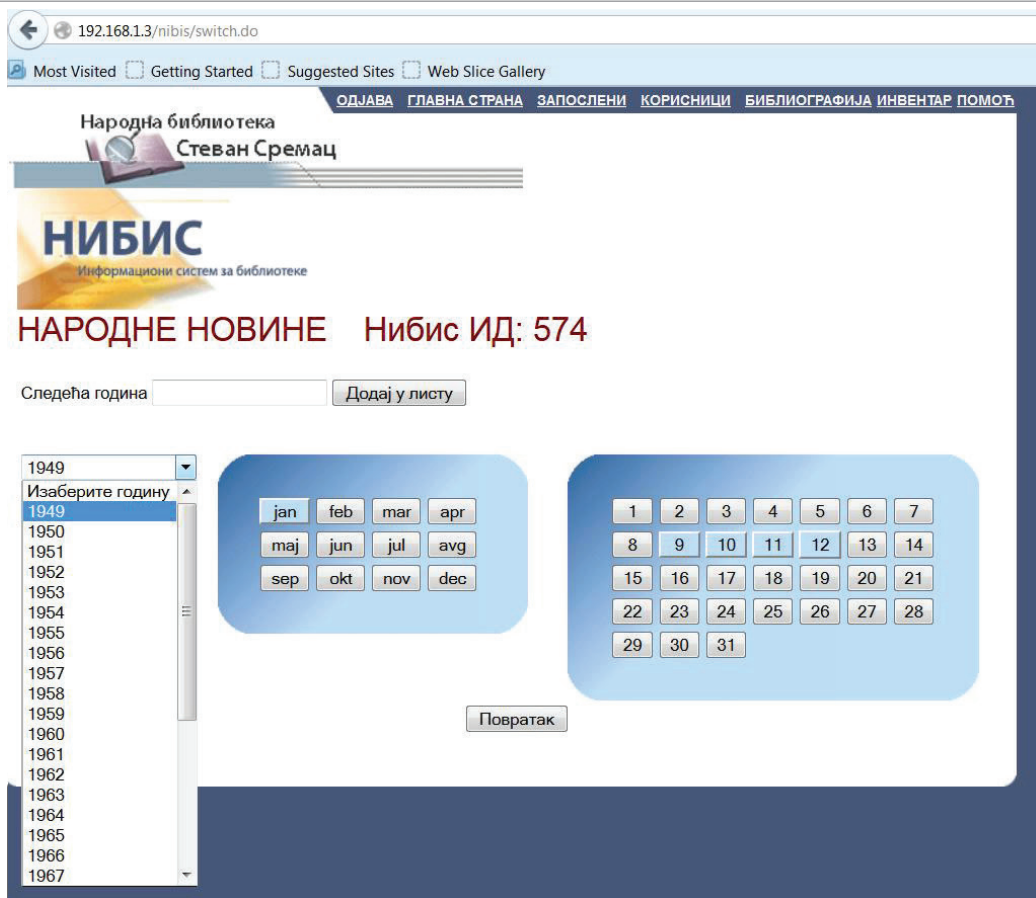 192.168.1.3/nibis/switch.do
Most Visited Getting Started Suggested Sites Web Slice Gallery
ОДЈАВА ГЛАВНА СТРАНА ЗАПОСЛЕНИ КОРИСНИЦИ БИБЛИОГРАФИЈА ИНВЕНТАР ПОМОЋ
Народна библиотека
Стеван Сремац
НИБИС
Информациони систем за библиотеке
НАРОДНЕ НОВИНЕ Нибис ИД: 574
Следећа година Додај у листу
1949
Изаберите годину
1949
1950
1951
1952
1953
1954
1955
1956
1957
1958
1959
1960
1961
1962
1963
1964
1965
1966
1967
jan feb mar apr
maj jun jul avg
sep okt nov dec
1 2 3 4 5 6 7
8 9 10 11 12 13 14
15 16 17 18 19 20 21
22 23 24 25 26 27 28
29 30 31
Повратак